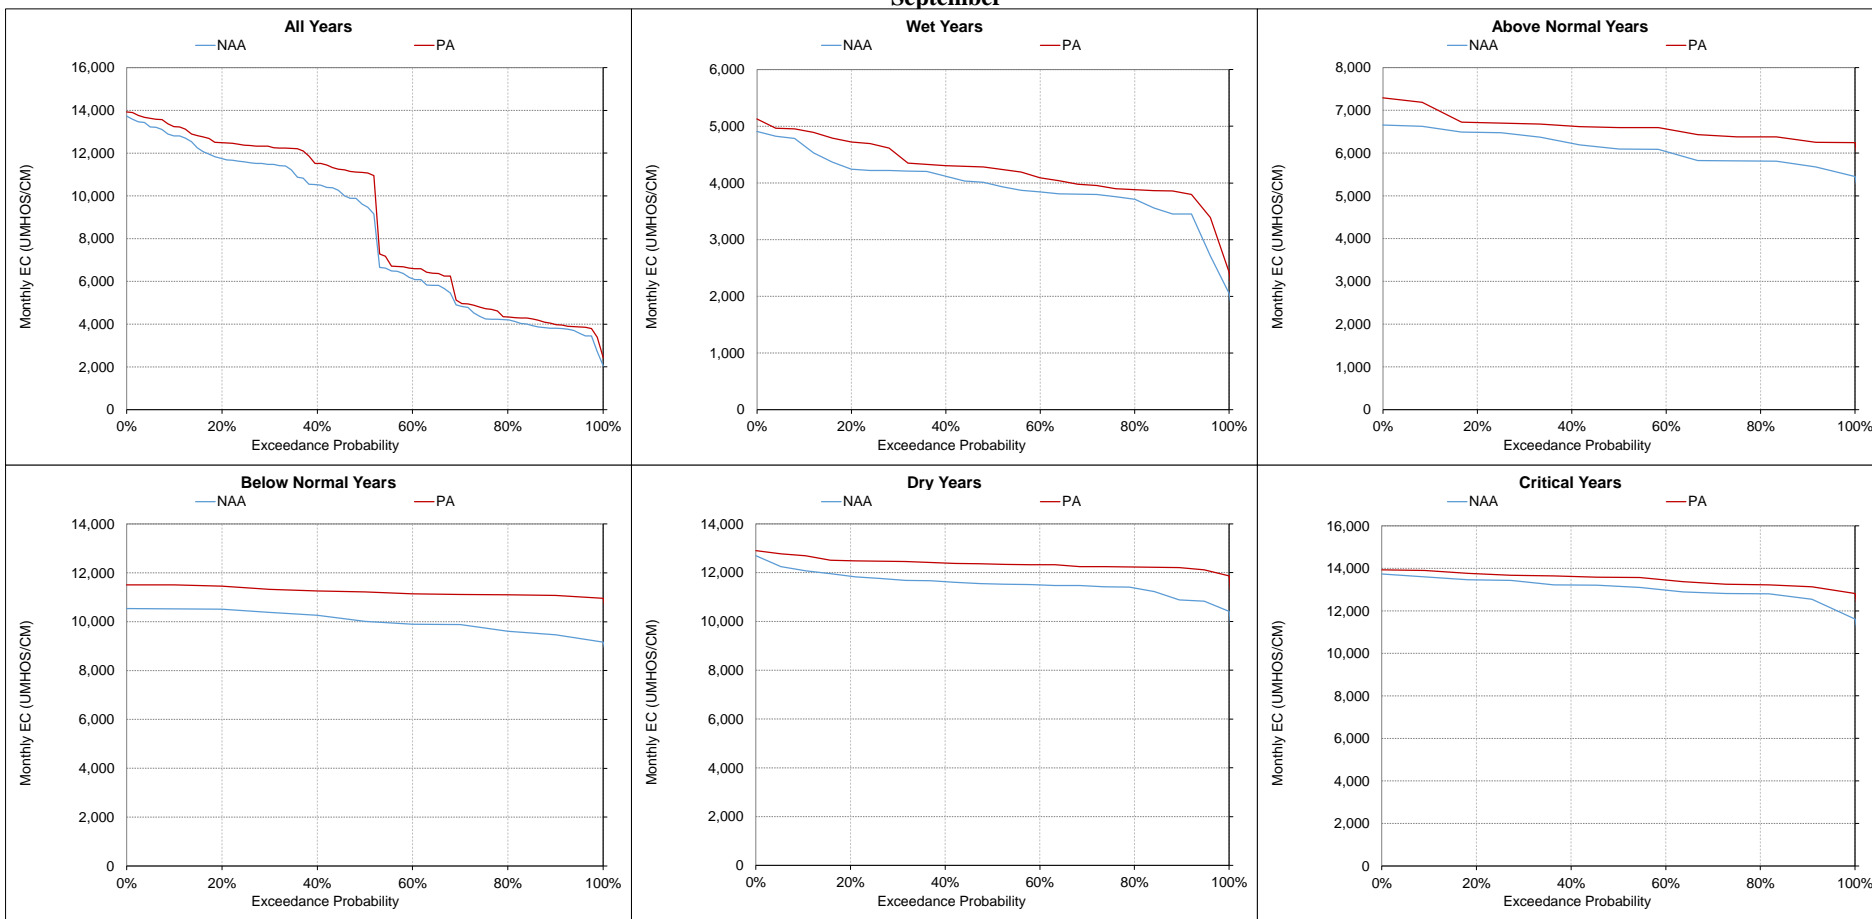 September
All Years
NAA PA
16,000
14,000
12,000
10,000
8,000
6,000
4,000
2,000
0
0% 20% 40% 60% 80% 100%
Monthly EC (UMHOS/CM)
Exceedance Probability
Wet Years
NAA PA
6,000
5,000
4,000
3,000
2,000
1,000
0
0% 20% 40% 60% 80% 100%
Monthly EC (UMHOS/CM)
Exceedance Probability
Above Normal Years
NAA PA
8,000
7,000
6,000
5,000
4,000
3,000
2,000
1,000
0
0% 20% 40% 60% 80% 100%
Monthly EC (UMHOS/CM)
Exceedance Probability
Below Normal Years
NAA PA
14,000
12,000
10,000
8,000
6,000
4,000
2,000
0
0% 20% 40% 60% 80% 100%
Monthly EC (UMHOS/CM)
Exceedance Probability
Dry Years
NAA PA
14,000
12,000
10,000
8,000
6,000
4,000
2,000
0
0% 20% 40% 60% 80% 100%
Monthly EC (UMHOS/CM)
Exceedance Probability
Critical Years
NAA PA
16,000
14,000
12,000
10,000
8,000
6,000
4,000
2,000
0
0% 20% 40% 60% 80% 100%
Monthly EC (UMHOS/CM)
Exceedance Probability